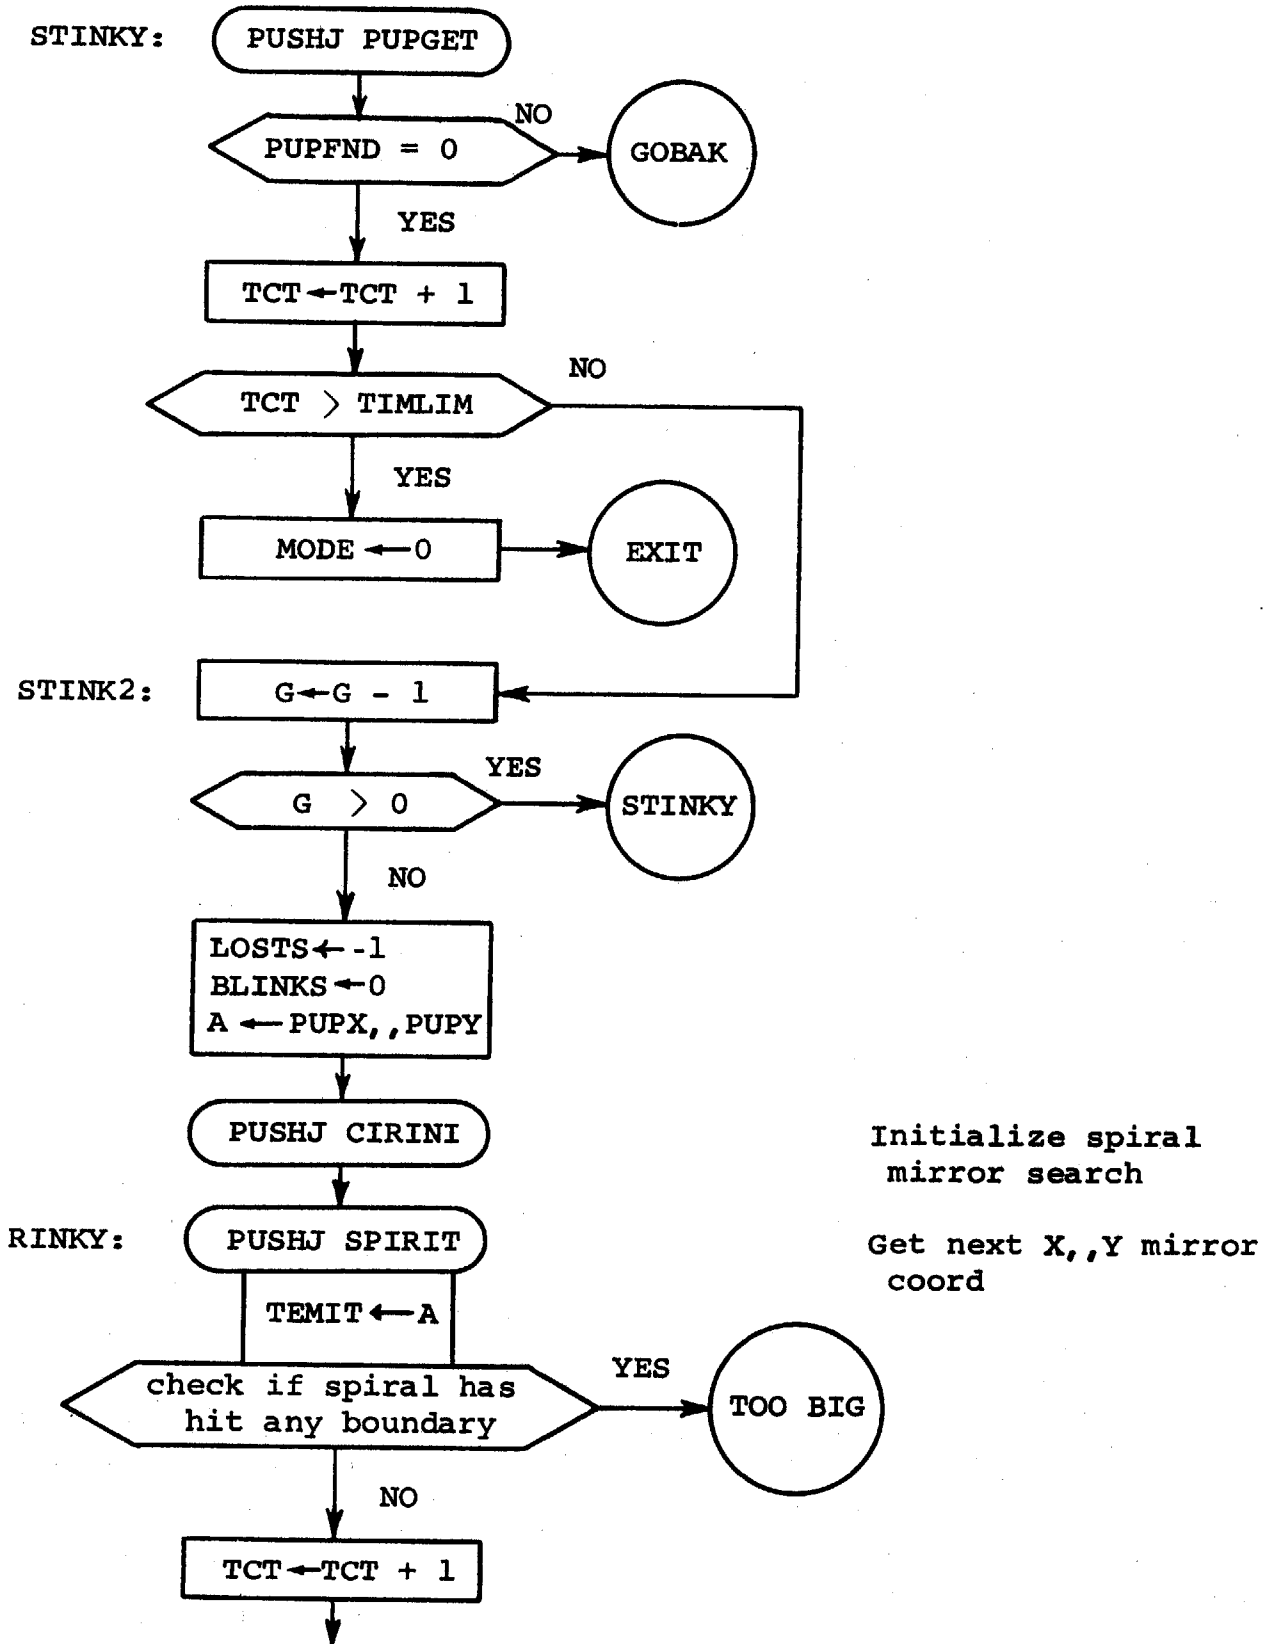 STINKY: PUSHJ PUPGET
PUPFND = 0
NO
GOBAK
YES
TCT←TCT + 1
NO
TCT > TIMLIM
YES
MODE ←0
EXIT
STINK2: G←G - 1
YES
G > 0
STINKY
NO
LOSTS← -1
BLINKS ←0
A ← PUPX,,PUPY
PUSHJ CIRINI
Initialize spiral
mirror search
RINKY: PUSHJ SPIRIT
Get next X,,Y mirror
coord
TEMIT←A
YES
check if spiral has
hit any boundary
TOO BIG
NO
TCT←TCT + 1